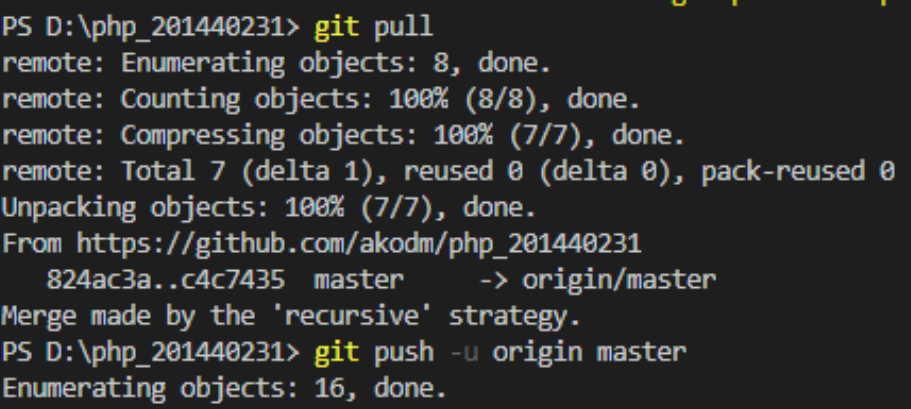 PS D:\php_201440231> git pull
remote: Enumerating objects: 8, done.
remote: Counting objects: 100% (8/8), done.
remote: Compressing objects: 100% (7/7), done.
remote: Total 7 (delta 1), reused 0 (delta 0), pack-reused 0
Unpacking objects: 100% (7/7), done.
From https://github.com/akodm/php_201440231
   824ac3a..c4c7435  master     -> origin/master
Merge made by the 'recursive' strategy.
PS D:\php_201440231> git push -u origin master
Enumerating objects: 16, done.